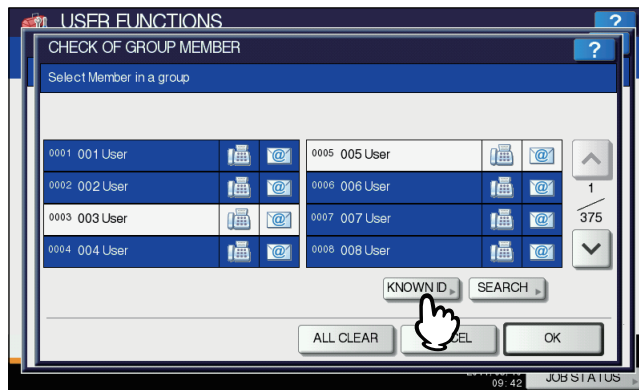 USER FUNCTIONS
?
CHECK OF GROUP MEMBER
?
Select Member in a group
0001 001 User
@
0005 005 User
@
0002 002 User
@
0006 006 User
@
1
0003 003 User
@
0007 007 User
@
375
0004 004 User
@
0008 008 User
@
KNOWN ID
SEARCH
ALL CLEAR
OK
09:42
JOB STATUS